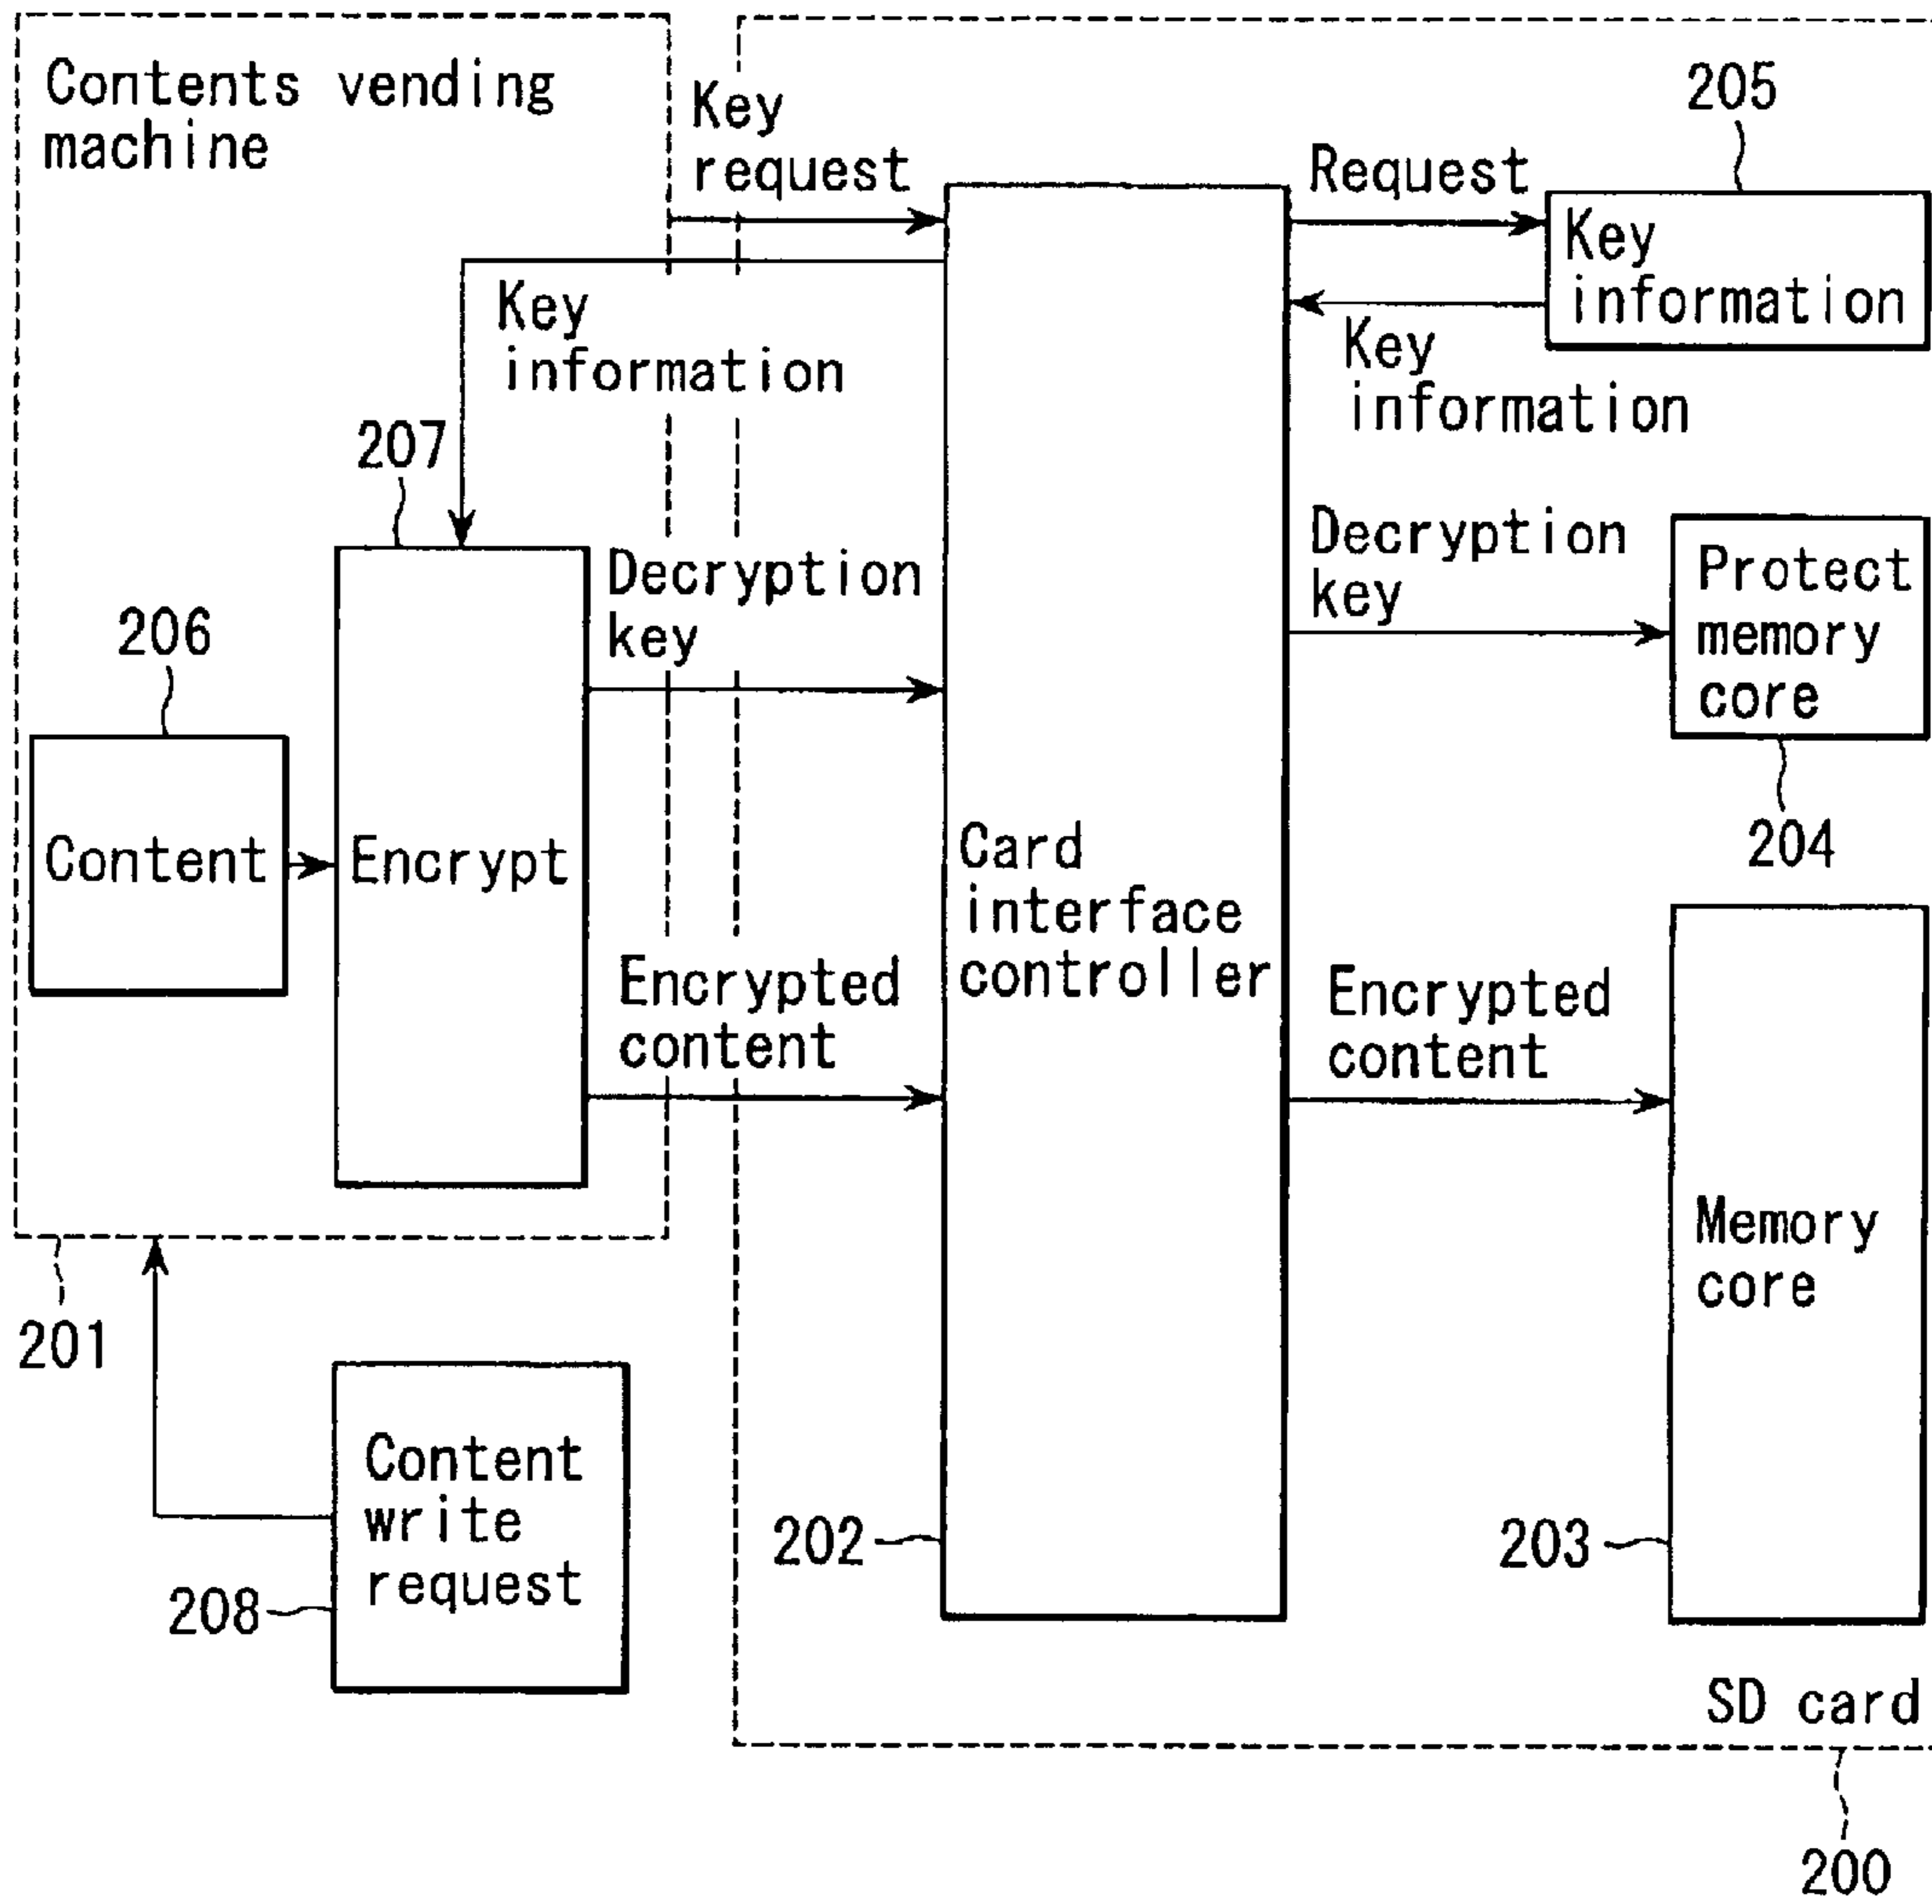 Contents vending
machine
Key
request
Request
205
Key
information
Key
information
Key
information
207
Decryption
key
Decryption
key
Protect
memory
core
206
204
Content
Encrypt
Card
interface
controller
Encrypted
content
Encrypted
content
Memory
core
201
Content
write
request
208
202
203
SD card
200